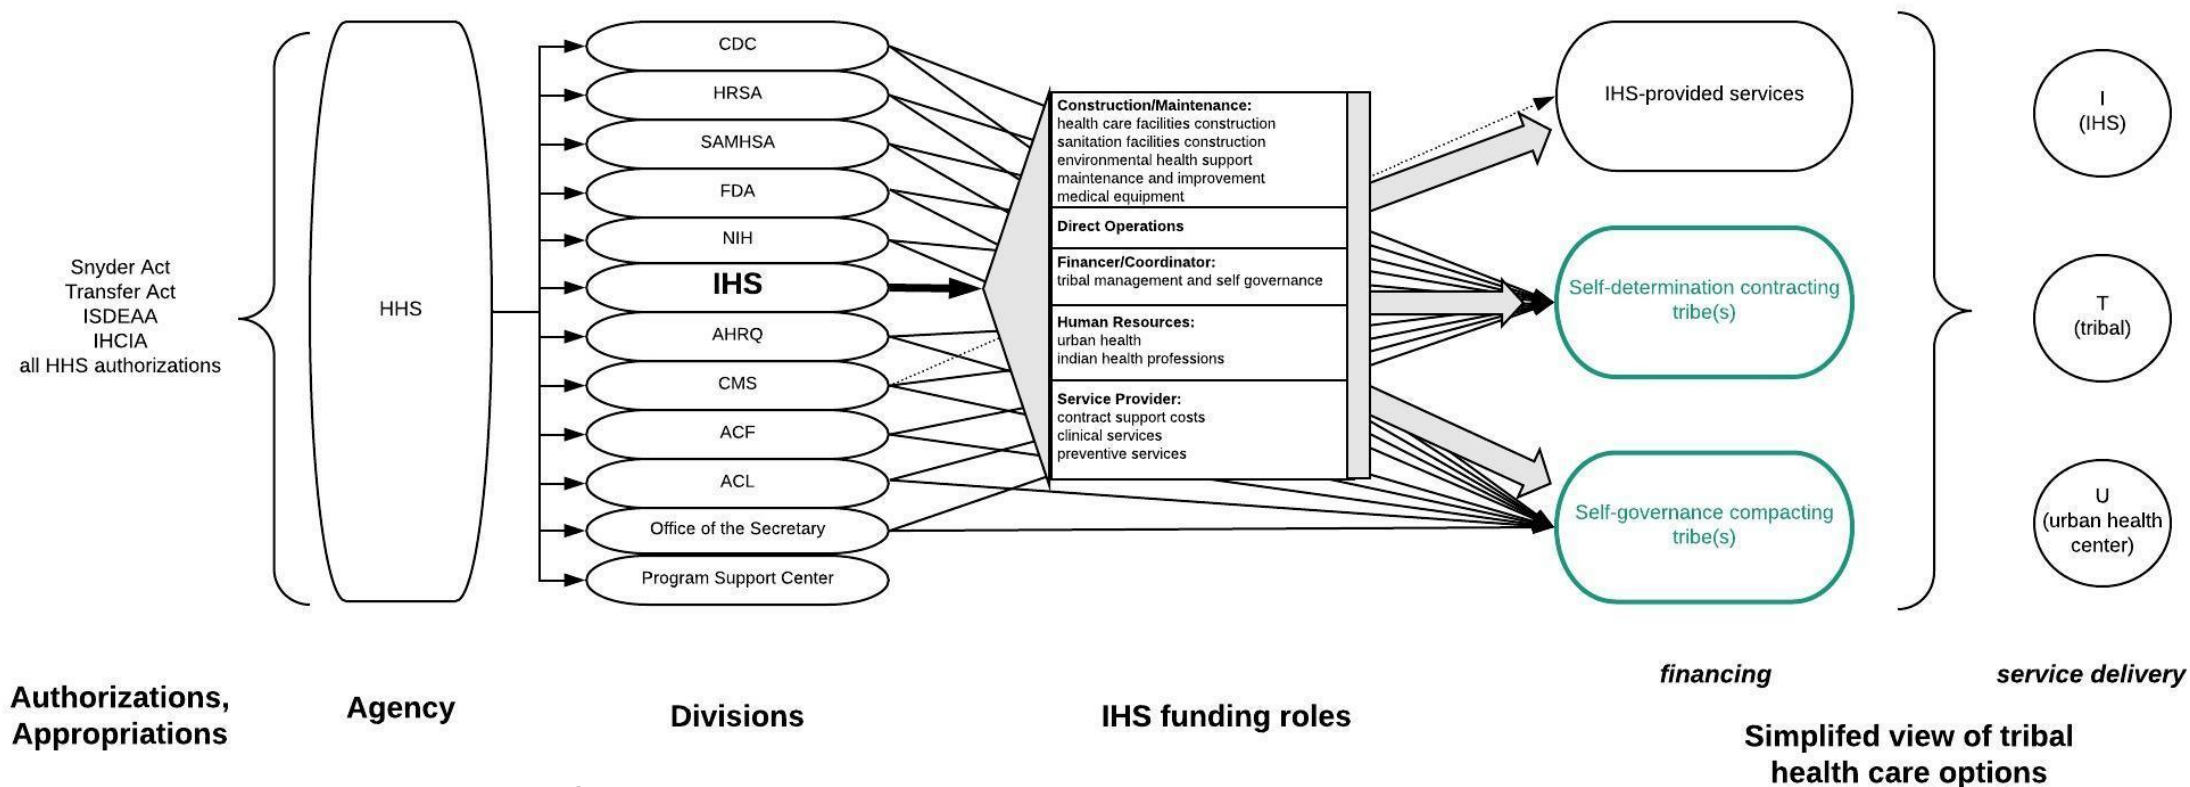 Snyder Act
Transfer Act
ISDEAA
IHCIA
all HHS authorizations
HHS
CDC
HRSA
SAMHSA
FDA
NIH
IHS
AHRQ
CMS
ACF
ACL
Office of the Secretary
Program Support Center
Construction/Maintenance:
health care facilities construction
sanitation facilities construction
environmental health support
maintenance and improvement
medical equipment
Direct Operations
Financer/Coordinator:
tribal management and self governance
Human Resources:
urban health
indian health professions
Service Provider:
contract support costs
clinical services
preventive services
IHS-provided services
Self-determination contracting
tribe(s)
Self-governance compacting
tribe(s)
I
(IHS)
T
(tribal)
U
(urban health
center)
Authorizations,
Appropriations
Agency
Divisions
IHS funding roles
financing
service delivery
Simplifed view of tribal
health care options